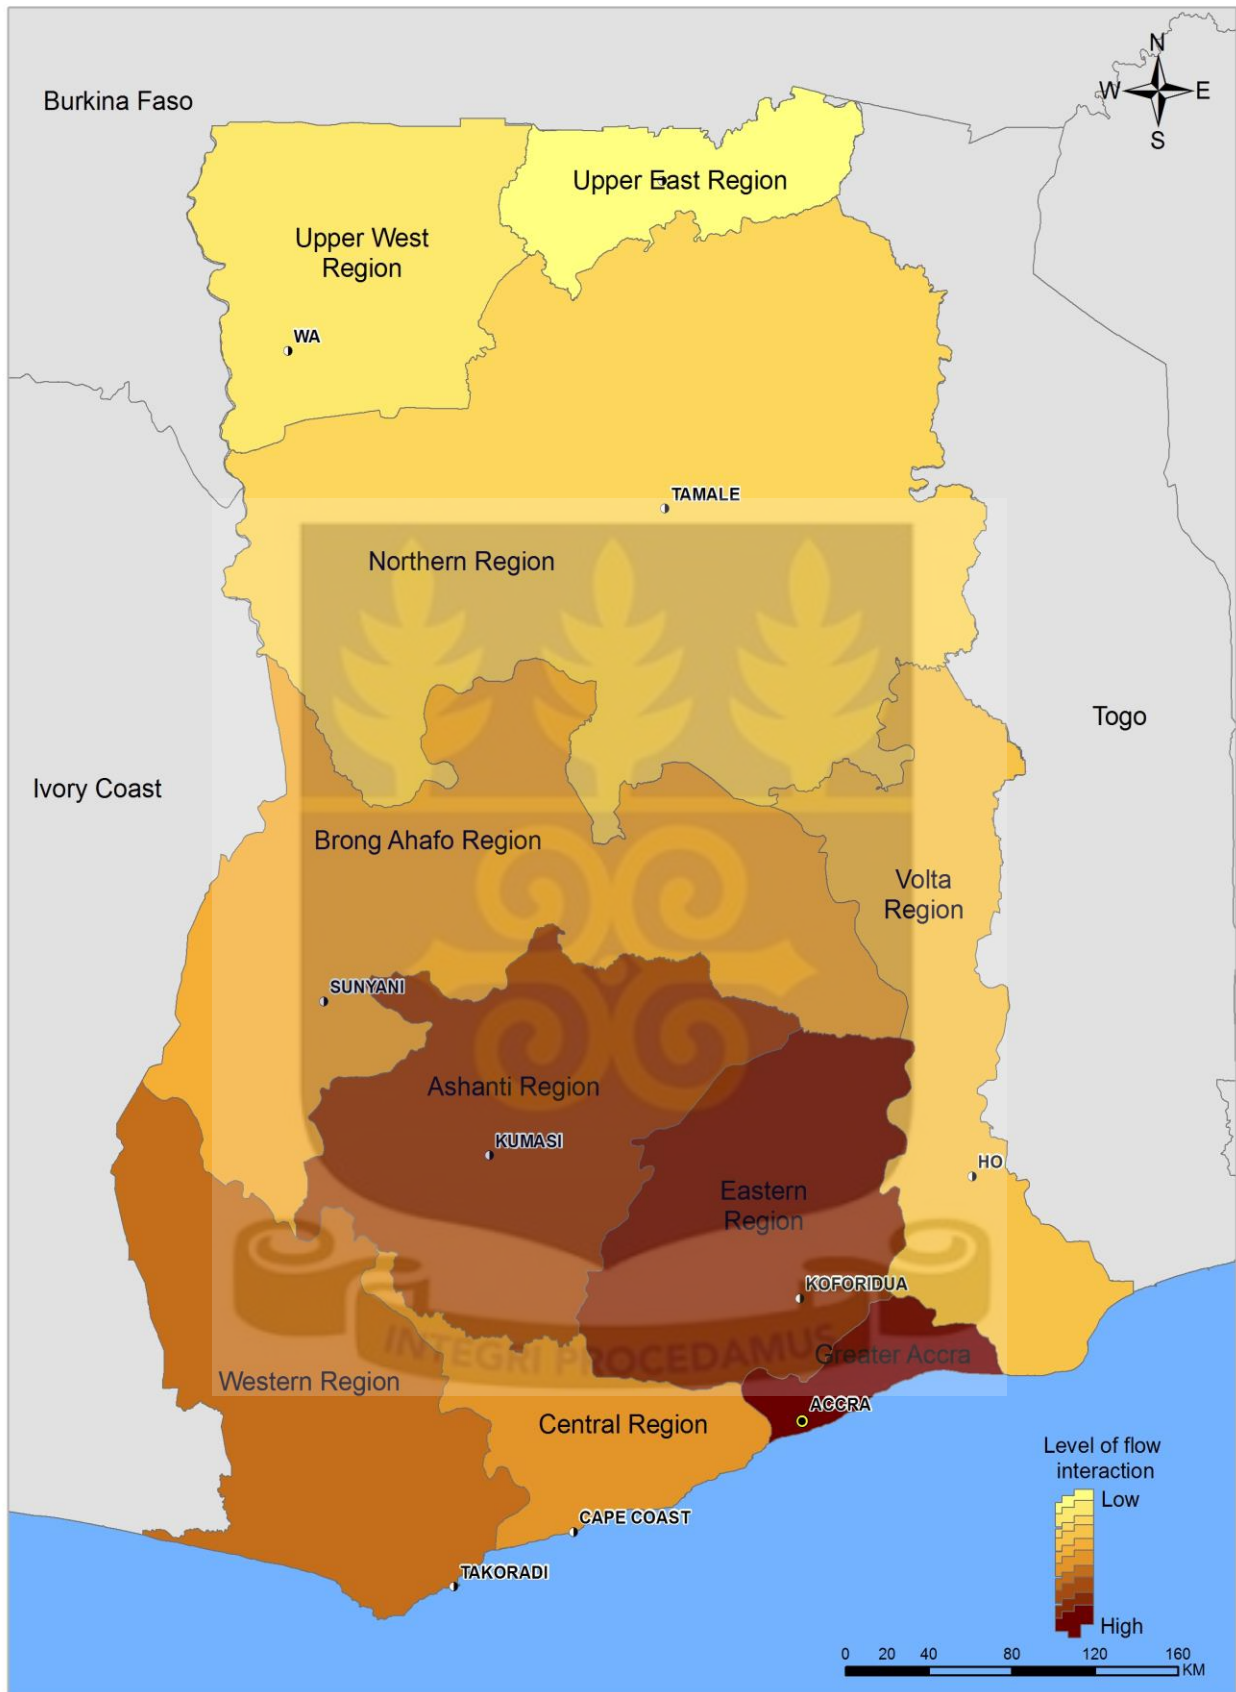 N
W E
S
Burkina Faso
Upper East Region
Upper West
Region
WA
TAMALE
Northern Region
Togo
Ivory Coast
Brong Ahafo Region
Volta
Region
SUNYANI
Ashanti Region
KUMASI
HO
Eastern
Region
KOFORIDUA
INTEGRI PROCEDAMUS
Greater Accra
Western Region
ACCRA
Central Region
Level of flow
interaction
Low
High
CAPE COAST
TAKORADI
0 20 40 80 120 160
KM